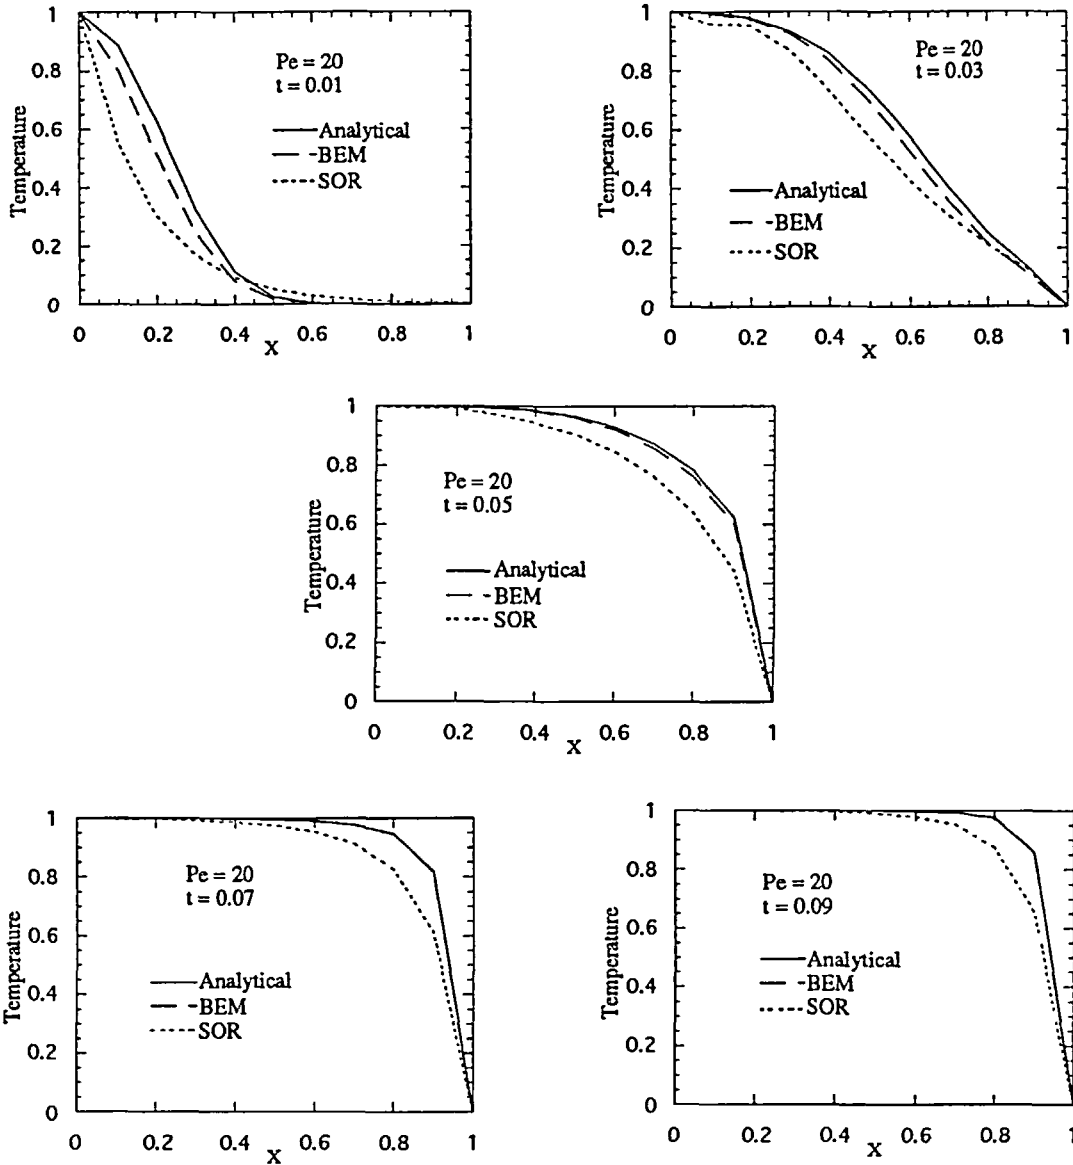 1
0.8
0.6
0.4
0.2
0
Temperature
Pe = 20
t = 0.01
Analytical
BEM
SOR
0 0.2 0.4 0.6 0.8 1
X
1
0.8
0.6
0.4
0.2
0
Temperature
Pe = 20
t = 0.03
Analytical
BEM
SOR
0 0.2 0.4 0.6 0.8 1
X
1
0.8
0.6
0.4
0.2
0
Temperature
Pe = 20
t = 0.05
Analytical
BEM
SOR
0 0.2 0.4 0.6 0.8 1
X
1
0.8
0.6
0.4
0.2
0
Temperature
Pe = 20
t = 0.07
Analytical
BEM
SOR
0 0.2 0.4 0.6 0.8 1
X
1
0.8
0.6
0.4
0.2
0
Temperature
Pe = 20
t = 0.09
Analytical
BEM
SOR
0 0.2 0.4 0.6 0.8 1
X